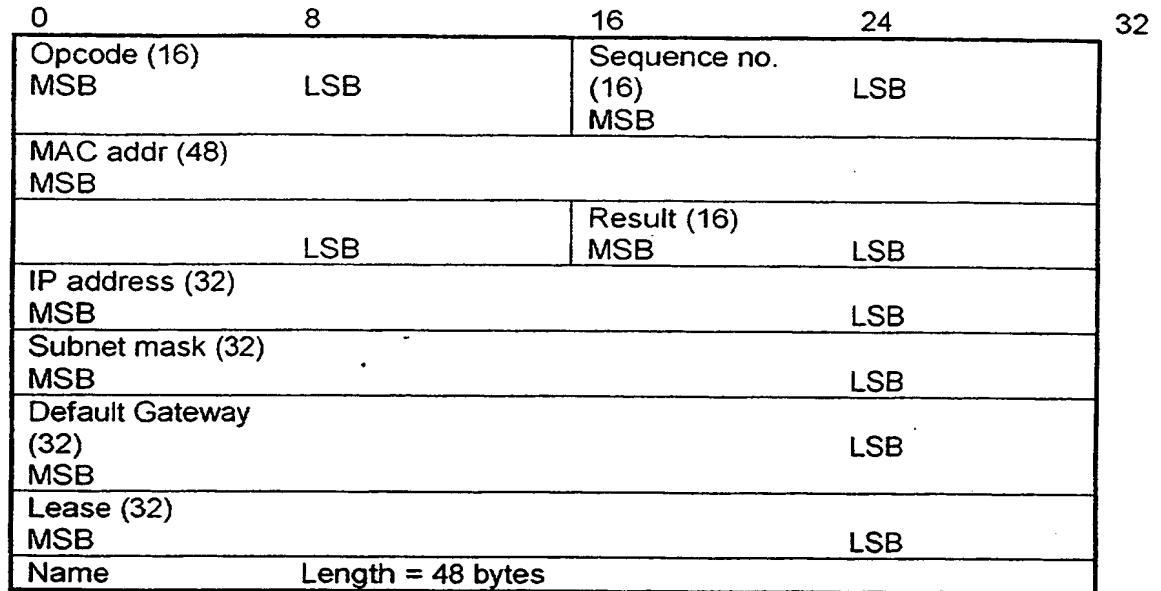 0 8 16 24 32
Opcode (16) Sequence no.
MSB LSB (16) LSB
MSB
MAC addr (48)
MSB
Result (16)
LSB MSB LSB
IP address (32)
MSB LSB
Subnet mask (32)
MSB LSB
Default Gateway
(32) LSB
MSB
Lease (32)
MSB LSB
Name Length = 48 bytes